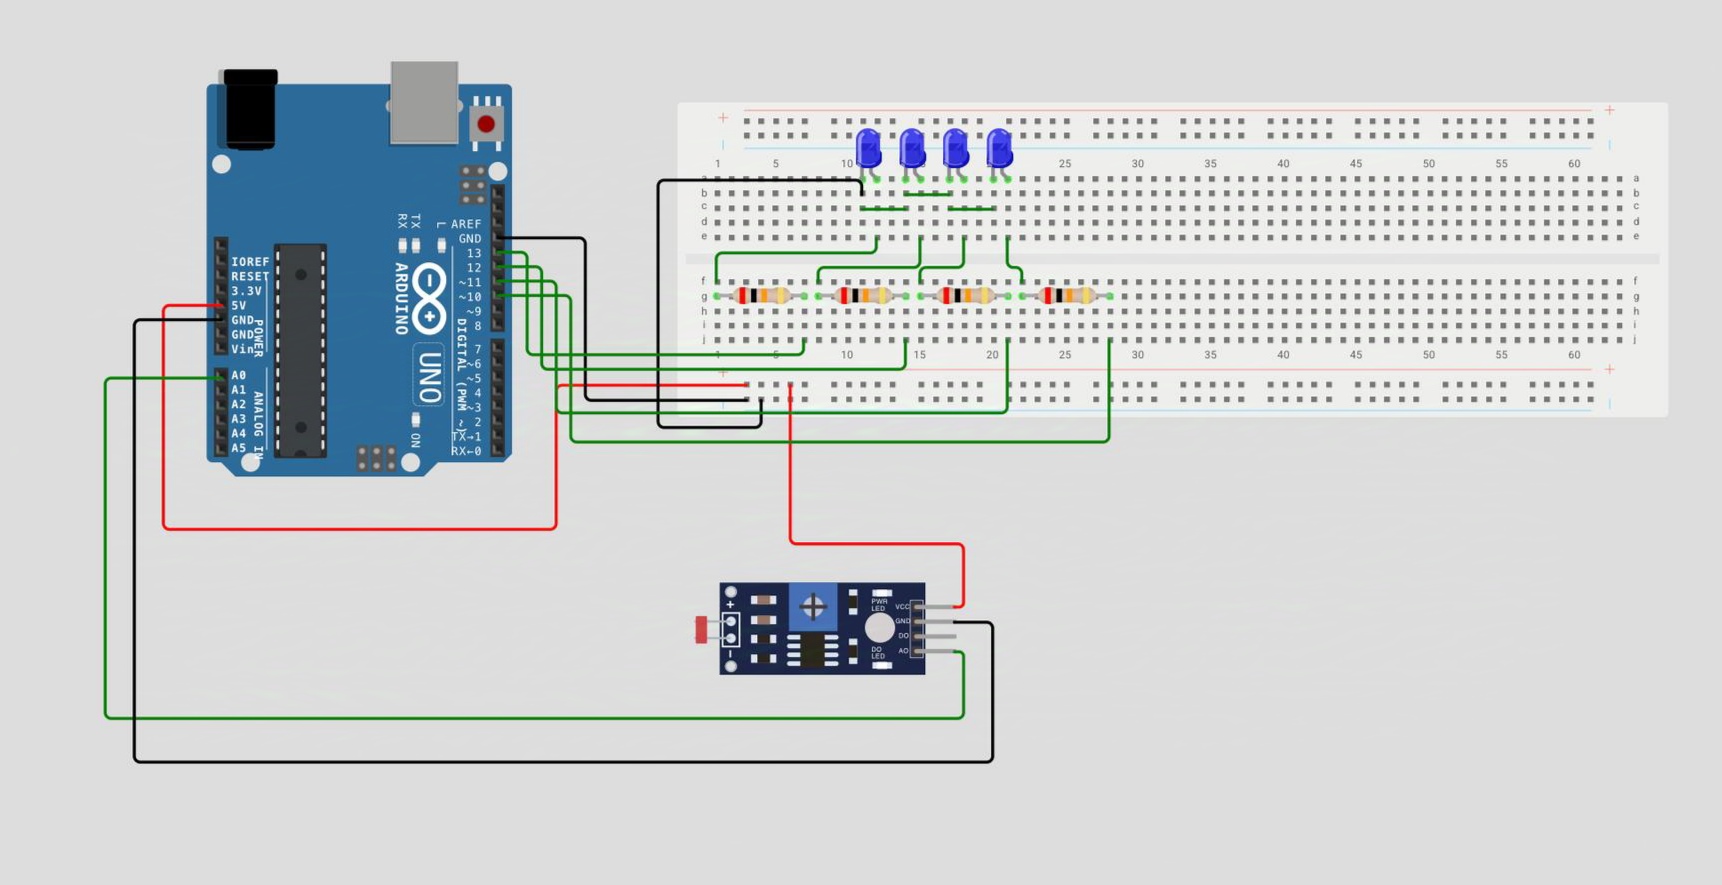 L AREF
RX TX
GND
13
12
~11
~10
~9
8
7
~6
~5
4
~3
2
TX→1
RX←0
DIGITAL (PWM ~)
ARDUINO
UNO
ON
IOREF
RESET
3.3V
5V
GND
GND
Vin
POWER
A0
A1
A2
A3
A4
A5
ANALOG IN
+ +
| |
1 5 10 15 20 25 30 35 40 45 50 55 60
a a
b b
c c
d d
e e
f f
g g
h h
i i
j j
1 5 10 15 20 25 30 35 40 45 50 55 60
+ +
| |
+
−
PWR
LED
DO
LED
VCC
GND
DO
AO